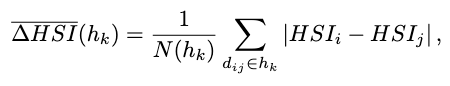 $\overline{\Delta HSI}(h_k) = \frac{1}{N(h_k)} \sum_{d_{ij} \in h_k} |HSI_i - HSI_j|\,,$